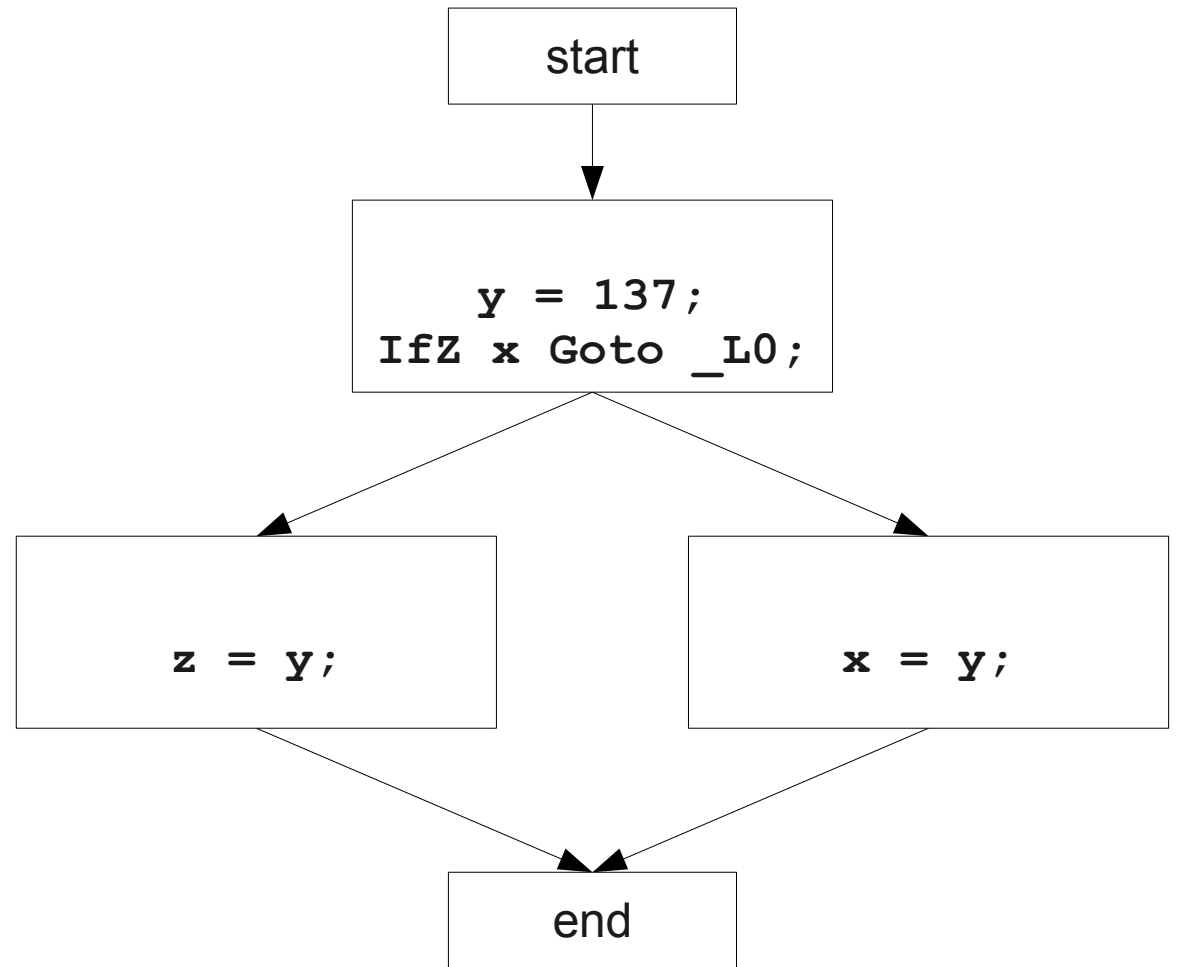 start
y = 137;
IfZ x Goto _L0;
z = y;
x = y;
end